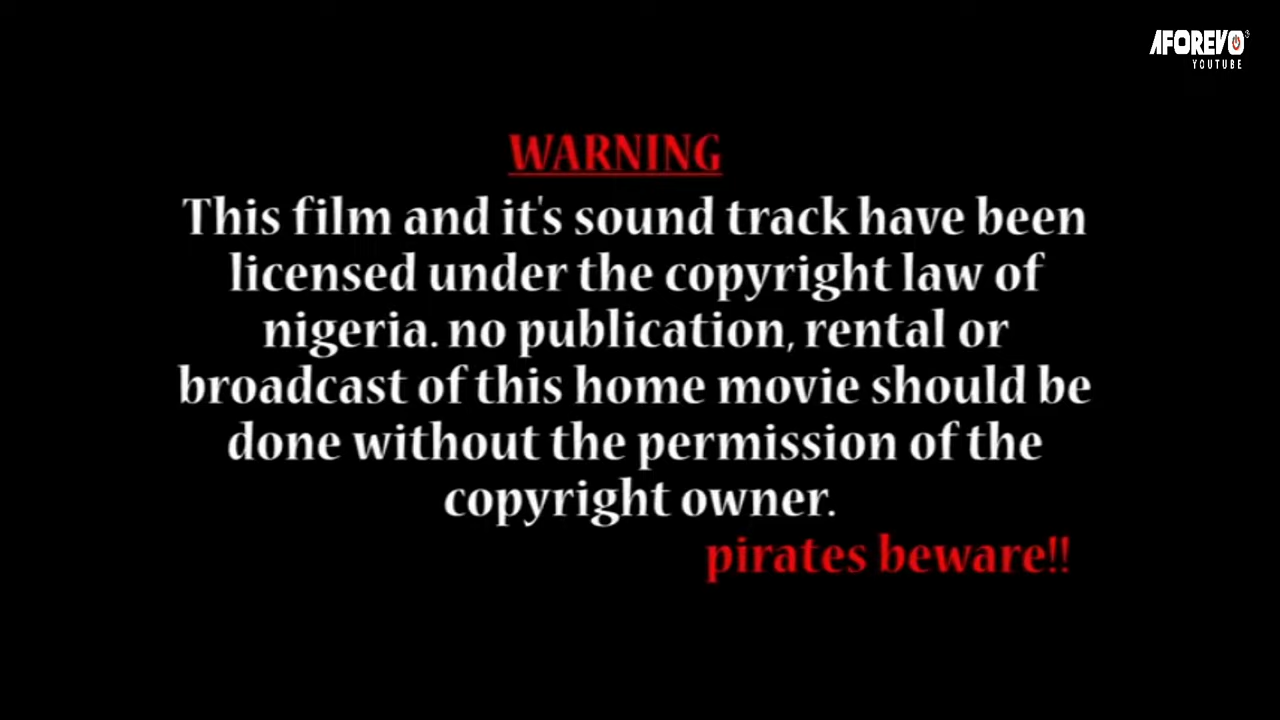 AFOREVO
YOUTUBE
WARNING
This film and it's sound track have been
licensed under the copyright law of
nigeria. no publication, rental or
broadcast of this home movie should be
done without the permission of the
copyright owner.
pirates beware!!